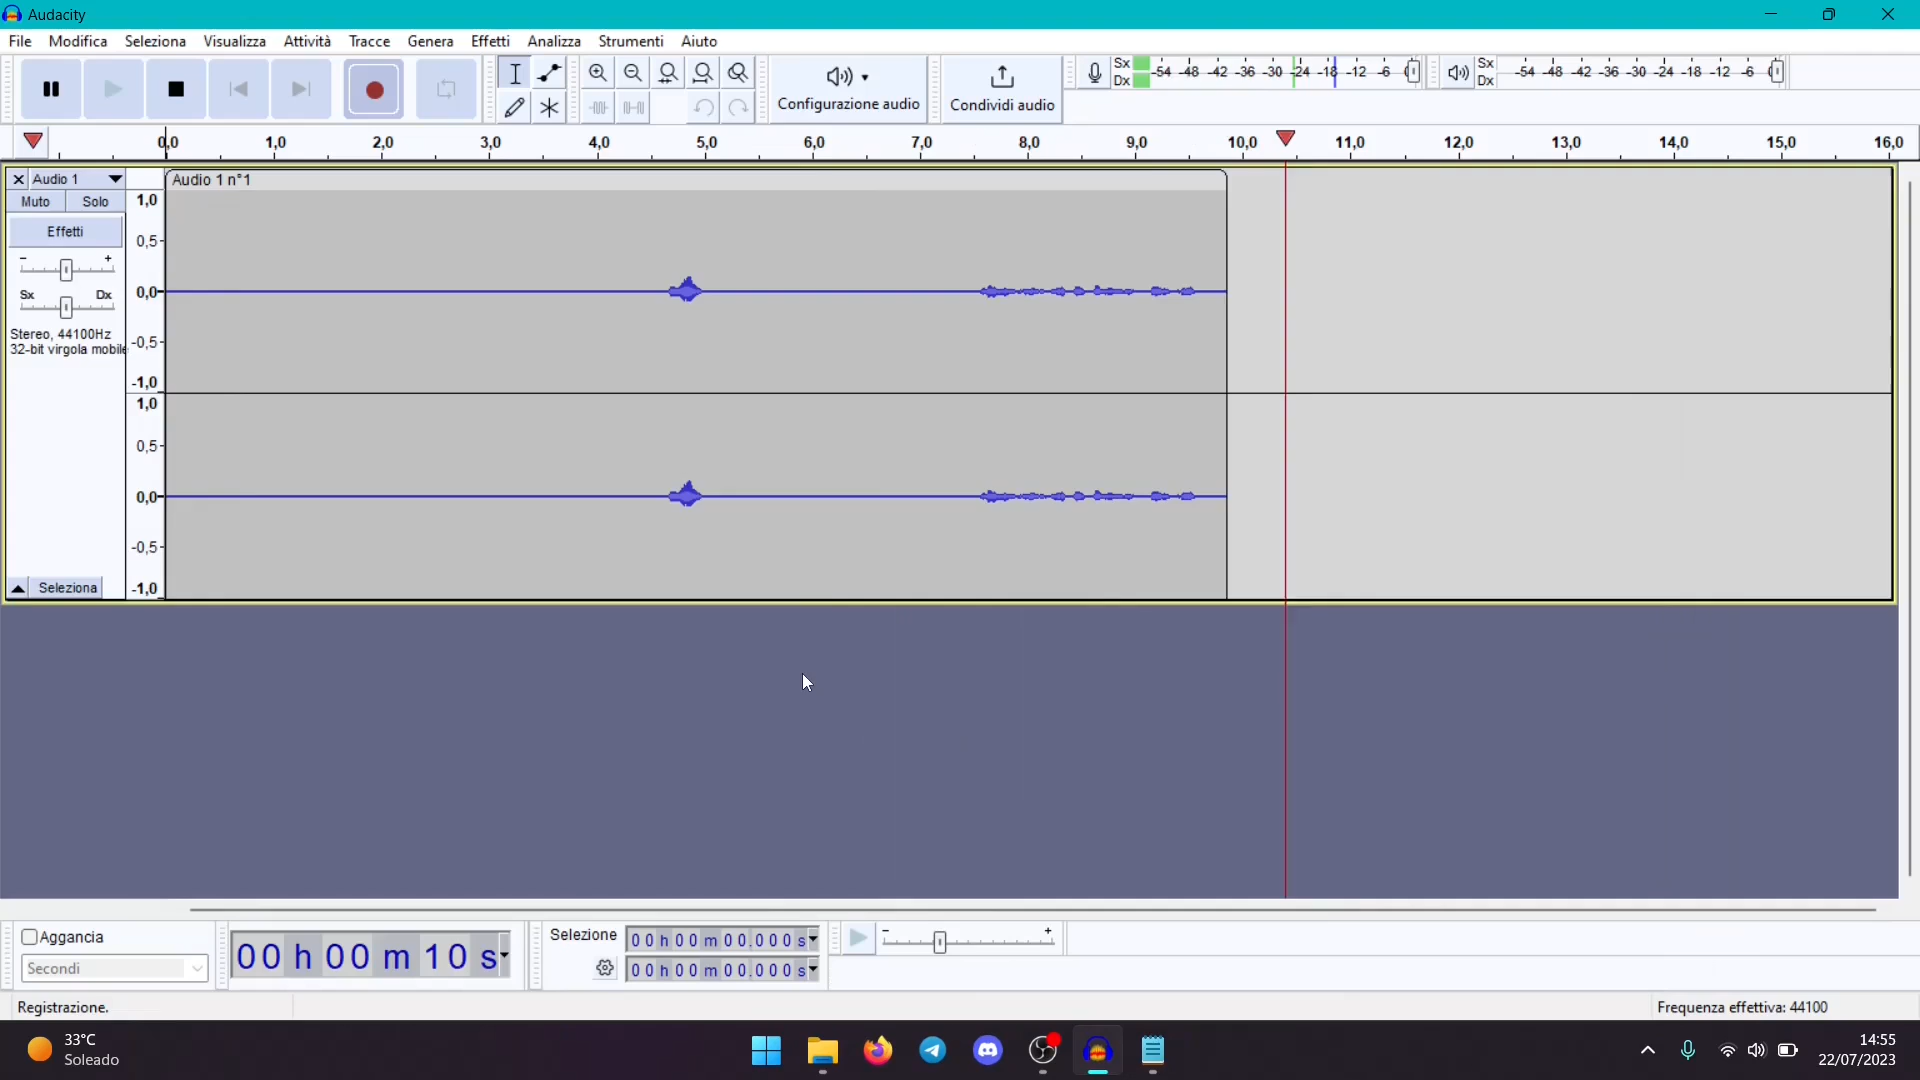 Audacity
File Modifica Seleziona Visualizza Attività Tracce Genera Effetti Analizza Strumenti Aiuto
Configurazione audio
Condividi audio
Sx
Dx
-54 -48 -42 -36 -30 -24 -18 -12 -6 0
Sx
Dx
-54 -48 -42 -36 -30 -24 -18 -12 -6 0
0,0 1,0 2,0 3,0 4,0 5,0 6,0 7,0 8,0 9,0 10,0 11,0 12,0 13,0 14,0 15,0 16,0
Audio 1
Audio 1 n°1
Muto Solo
Effetti
- +
Sx Dx
Stereo, 44100Hz
32-bit virgola mobile
1,0
0,5
0,0
-0,5
-1,0
1,0
0,5
0,0
-0,5
-1,0
Seleziona
Aggancia
Secondi
00 h 00 m 10 s
Selezione
00 h 00 m 00.000 s
00 h 00 m 00.000 s
- +
Registrazione.
Frequenza effettiva: 44100
33°C
Soleado
14:55
22/07/2023